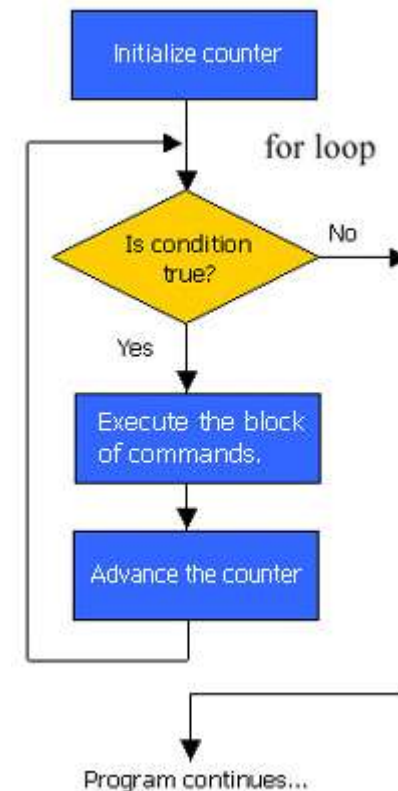 Initialize counter
for loop
Is condition
true?
No
Yes
Execute the block
of commands.
Advance the counter
Program continues...